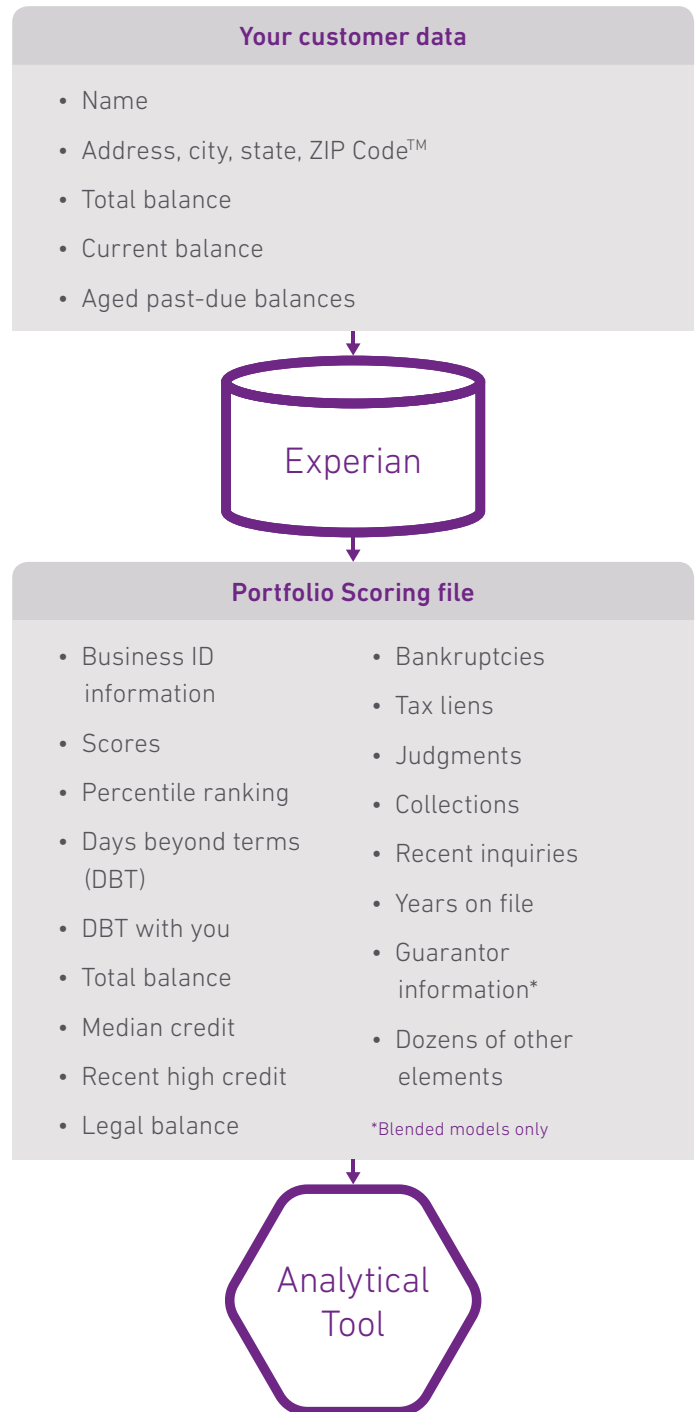 Your customer data
• Name
• Address, city, state, ZIP Code™
• Total balance
• Current balance
• Aged past-due balances
Experian
Portfolio Scoring file
• Business ID
information
• Scores
• Percentile ranking
• Days beyond terms
(DBT)
• DBT with you
• Total balance
• Median credit
• Recent high credit
• Legal balance
• Bankruptcies
• Tax liens
• Judgments
• Collections
• Recent inquiries
• Years on file
• Guarantor
information*
• Dozens of other
elements
*Blended models only
Analytical
Tool